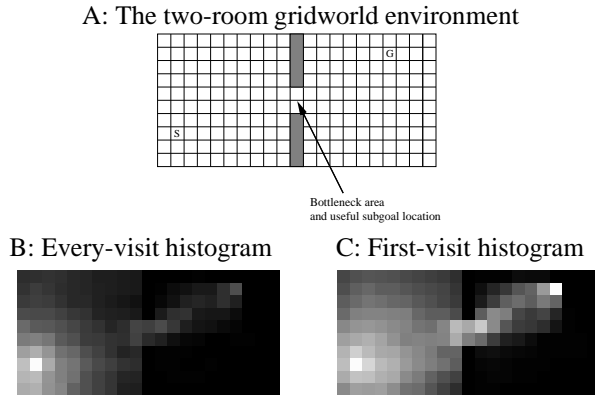 A: The two-room gridworld environment
G
S
Bottleneck area
and useful subgoal location
B: Every-visit histogram
C: First-visit histogram